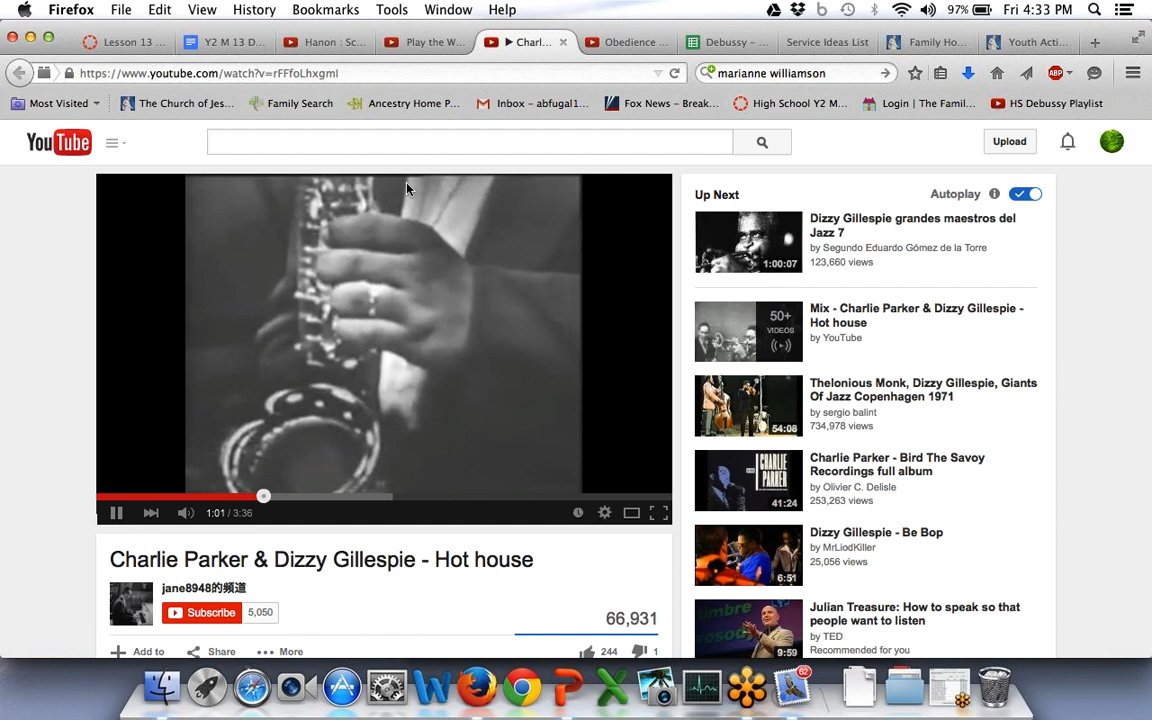 Firefox File Edit View History Bookmarks Tools Window Help 97% Fri 4:33 PM
Lesson 13 ... Y2 M 13 D... Hanon : Sc... Play the W... ▶ Charl... Obedience ... Debussy – ... Service Ideas List Family Ho... Youth Acti...
https://www.youtube.com/watch?v=rFFfoLhxgmI marianne williamson ABP
Most Visited The Church of Jes... Family Search Ancestry Home P... Inbox - abfugal1... Fox News - Break... High School Y2 M... Login | The Famil... HS Debussy Playlist
YouTube Upload
Up Next Autoplay
Dizzy Gillespie grandes maestros del
Jazz 7
by Segundo Eduardo Gómez de la Torre
123,660 views
1:00:07
Mix - Charlie Parker & Dizzy Gillespie -
Hot house
by YouTube
50+
VIDEOS
Thelonious Monk, Dizzy Gillespie, Giants
Of Jazz Copenhagen 1971
by sergio balint
734,978 views
54:08
Charlie Parker - Bird The Savoy
Recordings full album
by Olivier C. Delisle
253,263 views
CHARLIE
PARKER
41:24
Dizzy Gillespie - Be Bop
by MrLiodKiller
25,056 views
6:51
Julian Treasure: How to speak so that
people want to listen
by TED
Recommended for you
9:59
1:01 / 3:36
Charlie Parker & Dizzy Gillespie - Hot house
jane8948的頻道
Subscribe 5,050
66,931
Add to Share More 244 1
62